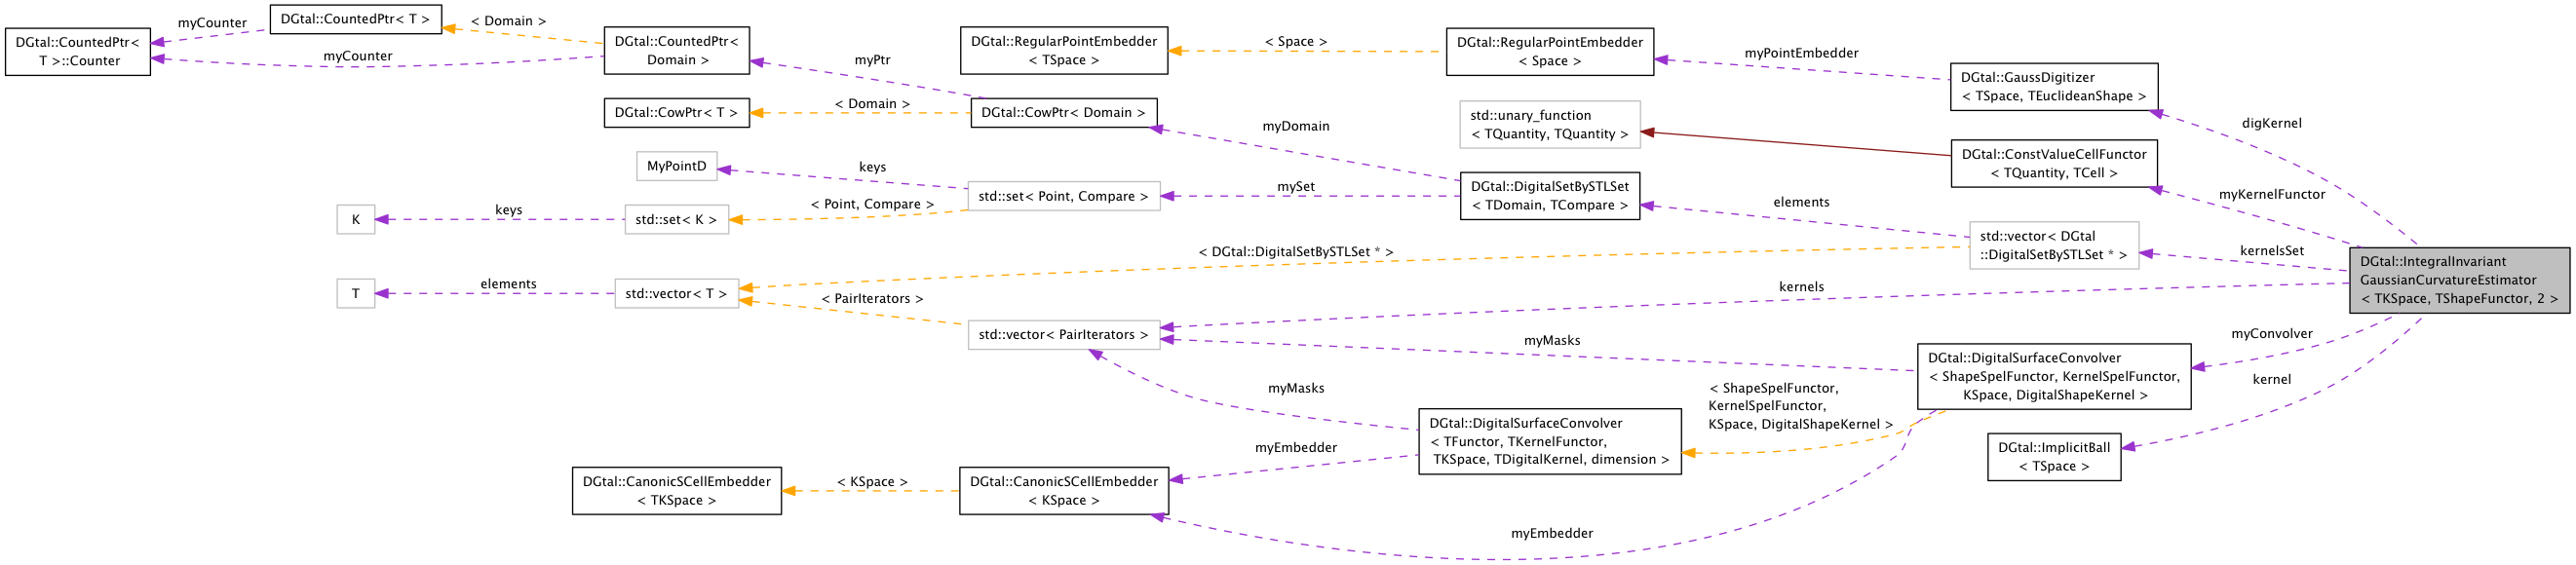 DGtal::CountedPtr<
T >::Counter
myCounter
myCounter
DGtal::CountedPtr< T >
< Domain >
DGtal::CountedPtr<
Domain >
myPtr
DGtal::RegularPointEmbedder
< TSpace >
< Space >
DGtal::RegularPointEmbedder
< Space >
myPointEmbedder
DGtal::GaussDigitizer
< TSpace, TEuclideanShape >
digKernel
DGtal::CowPtr< T >
< Domain >
DGtal::CowPtr< Domain >
myDomain
std::unary_function
< TQuantity, TQuantity >
DGtal::ConstValueCellFunctor
< TQuantity, TCell >
myKernelFunctor
MyPointD
keys
std::set< Point, Compare >
mySet
DGtal::DigitalSetBySTLSet
< TDomain, TCompare >
elements
K
keys
std::set< K >
< Point, Compare >
std::vector< DGtal
::DigitalSetBySTLSet * >
kernelsSet
< DGtal::DigitalSetBySTLSet * >
T
elements
std::vector< T >
< PairIterators >
std::vector< PairIterators >
kernels
DGtal::IntegralInvariant
GaussianCurvatureEstimator
< TKSpace, TShapeFunctor, 2 >
myMasks
myMasks
myConvolver
kernel
DGtal::DigitalSurfaceConvolver
< ShapeSpelFunctor, KernelSpelFunctor,
KSpace, DigitalShapeKernel >
< ShapeSpelFunctor,
KernelSpelFunctor,
KSpace, DigitalShapeKernel >
DGtal::DigitalSurfaceConvolver
< TFunctor, TKernelFunctor,
TKSpace, TDigitalKernel, dimension >
DGtal::ImplicitBall
< TSpace >
myEmbedder
DGtal::CanonicSCellEmbedder
< TKSpace >
< KSpace >
DGtal::CanonicSCellEmbedder
< KSpace >
myEmbedder